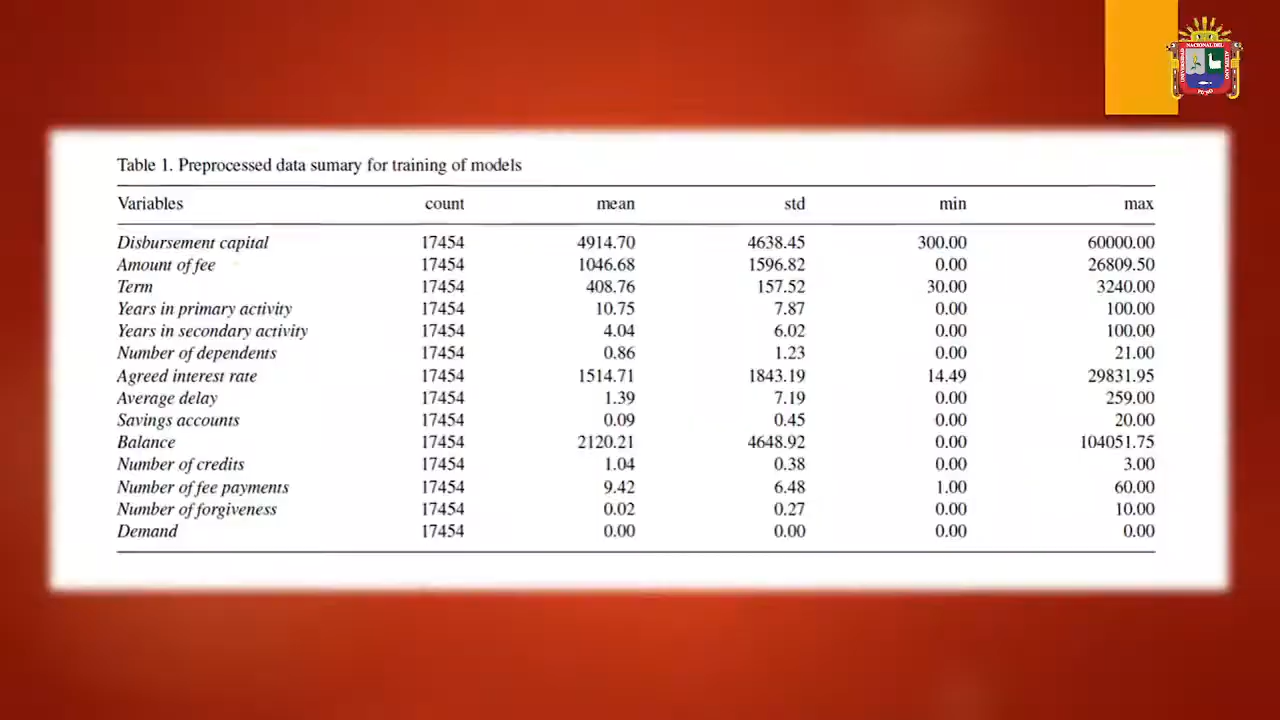 UNIVERSIDAD NACIONAL DEL ALTIPLANO
PUNO
Table 1. Preprocessed data sumary for training of models
Variables count mean std min max
Disbursement capital 17454 4914.70 4638.45 300.00 60000.00
Amount of fee 17454 1046.68 1596.82 0.00 26809.50
Term 17454 408.76 157.52 30.00 3240.00
Years in primary activity 17454 10.75 7.87 0.00 100.00
Years in secondary activity 17454 4.04 6.02 0.00 100.00
Number of dependents 17454 0.86 1.23 0.00 21.00
Agreed interest rate 17454 1514.71 1843.19 14.49 29831.95
Average delay 17454 1.39 7.19 0.00 259.00
Savings accounts 17454 0.09 0.45 0.00 20.00
Balance 17454 2120.21 4648.92 0.00 104051.75
Number of credits 17454 1.04 0.38 0.00 3.00
Number of fee payments 17454 9.42 6.48 1.00 60.00
Number of forgiveness 17454 0.02 0.27 0.00 10.00
Demand 17454 0.00 0.00 0.00 0.00